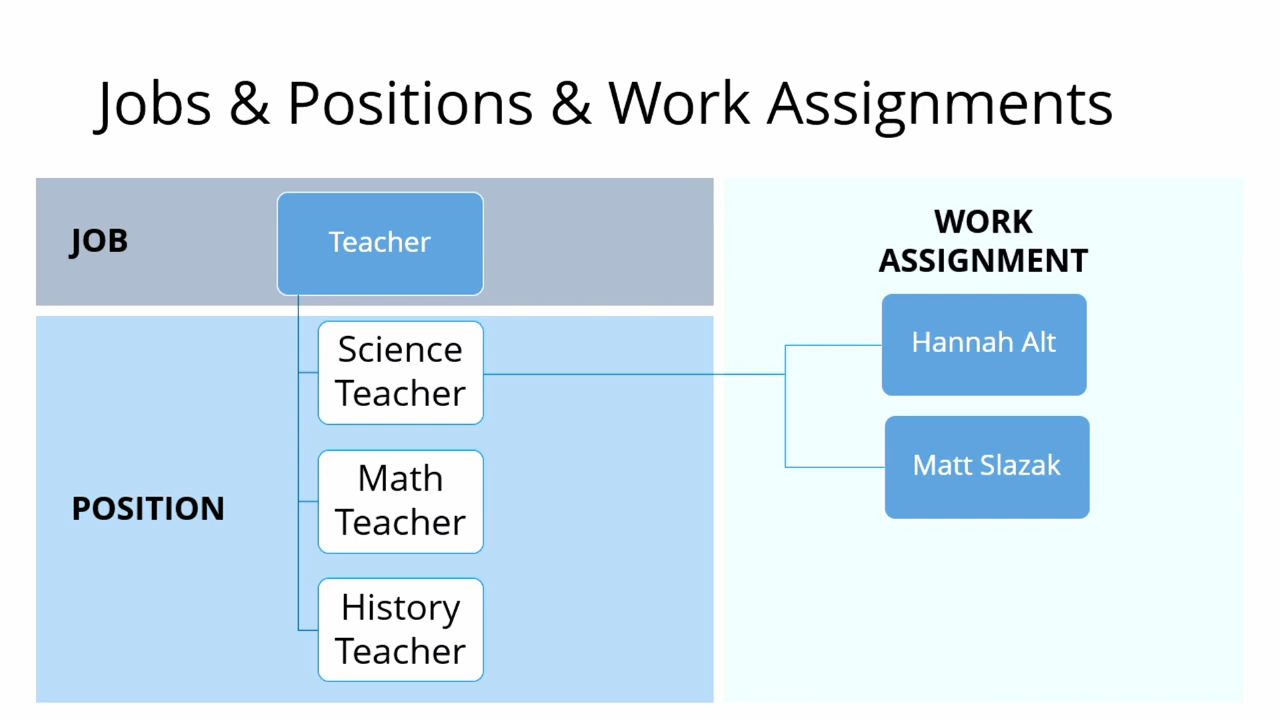 Jobs & Positions & Work Assignments
JOB
Teacher
POSITION
Science
Teacher
Math
Teacher
History
Teacher
WORK
ASSIGNMENT
Hannah Alt
Matt Slazak